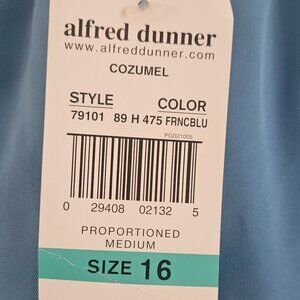 alfred dunner
www.alfreddunner.com
COZUMEL
STYLE COLOR
79101 89 H 475 FRNCBLU
PG021005
0 29408 02132 5
PROPORTIONED
MEDIUM
SIZE 16